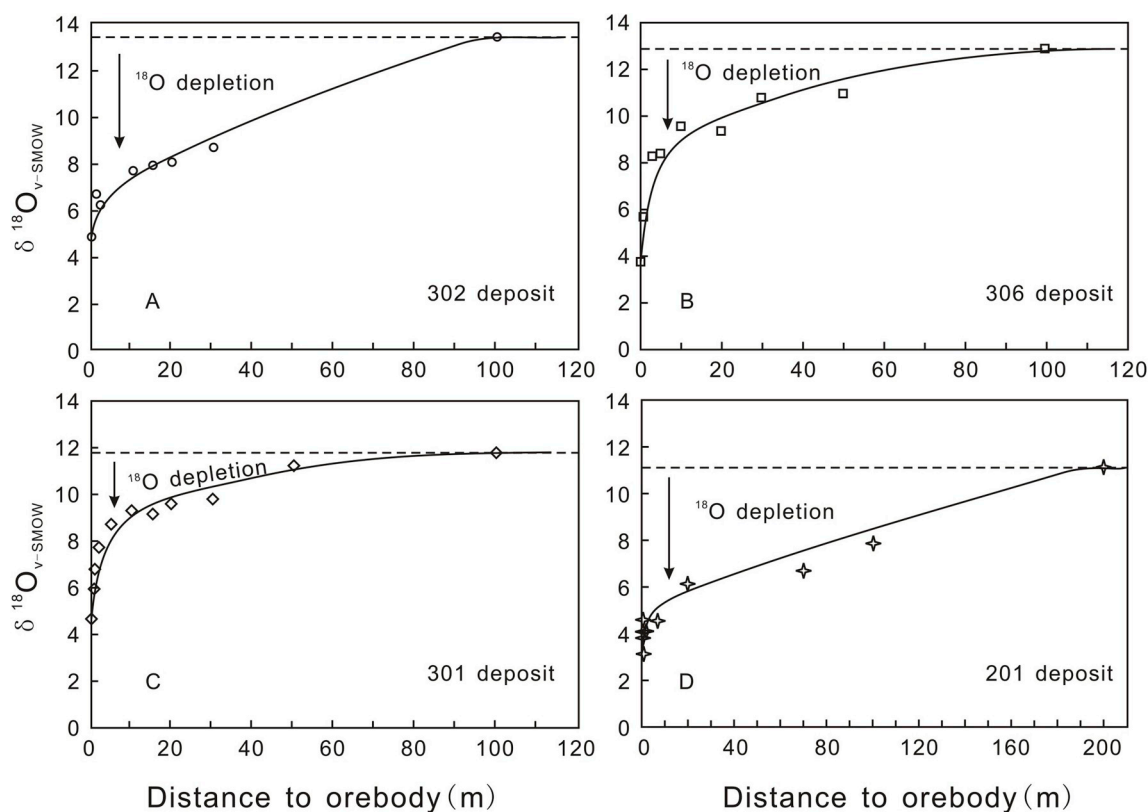 14
12
10
8
6
4
2
0
δ ¹⁸O v-SMOW
¹⁸O depletion
A
302 deposit
0 20 40 60 80 100 120
14
12
10
8
6
4
2
0
¹⁸O depletion
B
306 deposit
0 20 40 60 80 100 120
14
12
10
8
6
4
2
0
δ ¹⁸O v-SMOW
¹⁸O depletion
C
301 deposit
0 20 40 60 80 100 120
Distance to orebody(m)
14
12
10
8
6
4
2
0
¹⁸O depletion
D
201 deposit
0 40 80 120 160 200
Distance to orebody(m)